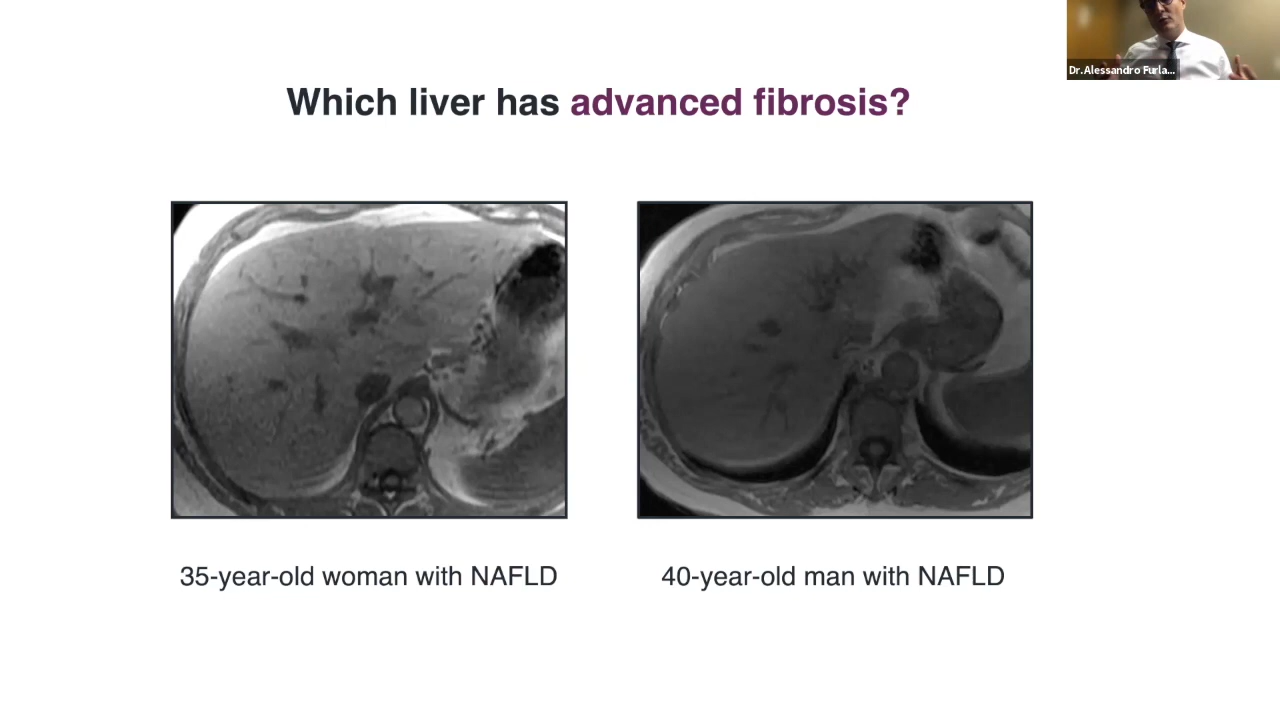 Dr.Alessandro Furla...
Which liver has advanced fibrosis?
35-year-old woman with NAFLD
40-year-old man with NAFLD